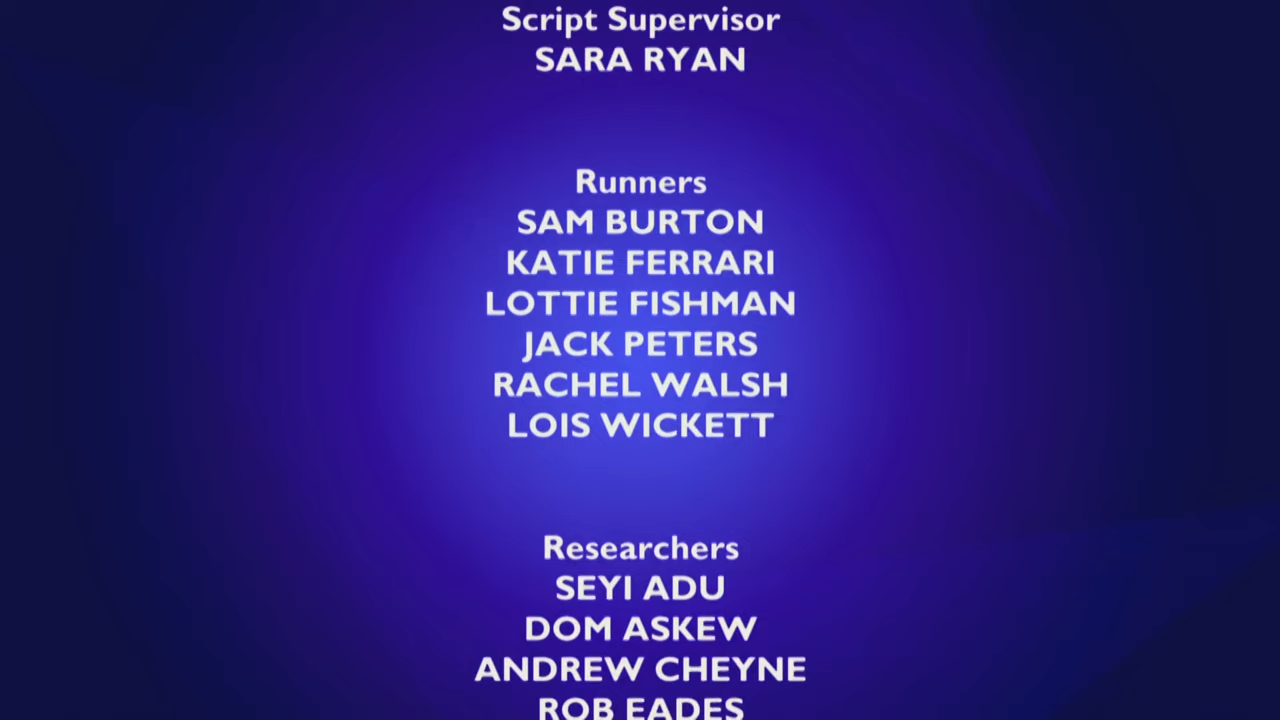 Script Supervisor
SARA RYAN
Runners
SAM BURTON
KATIE FERRARI
LOTTIE FISHMAN
JACK PETERS
RACHEL WALSH
LOIS WICKETT
Researchers
SEYI ADU
DOM ASKEW
ANDREW CHEYNE
ROB EADES